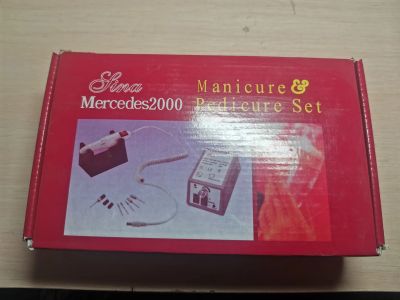 Sina
Mercedes2000
Manicure &
Pedicure Set